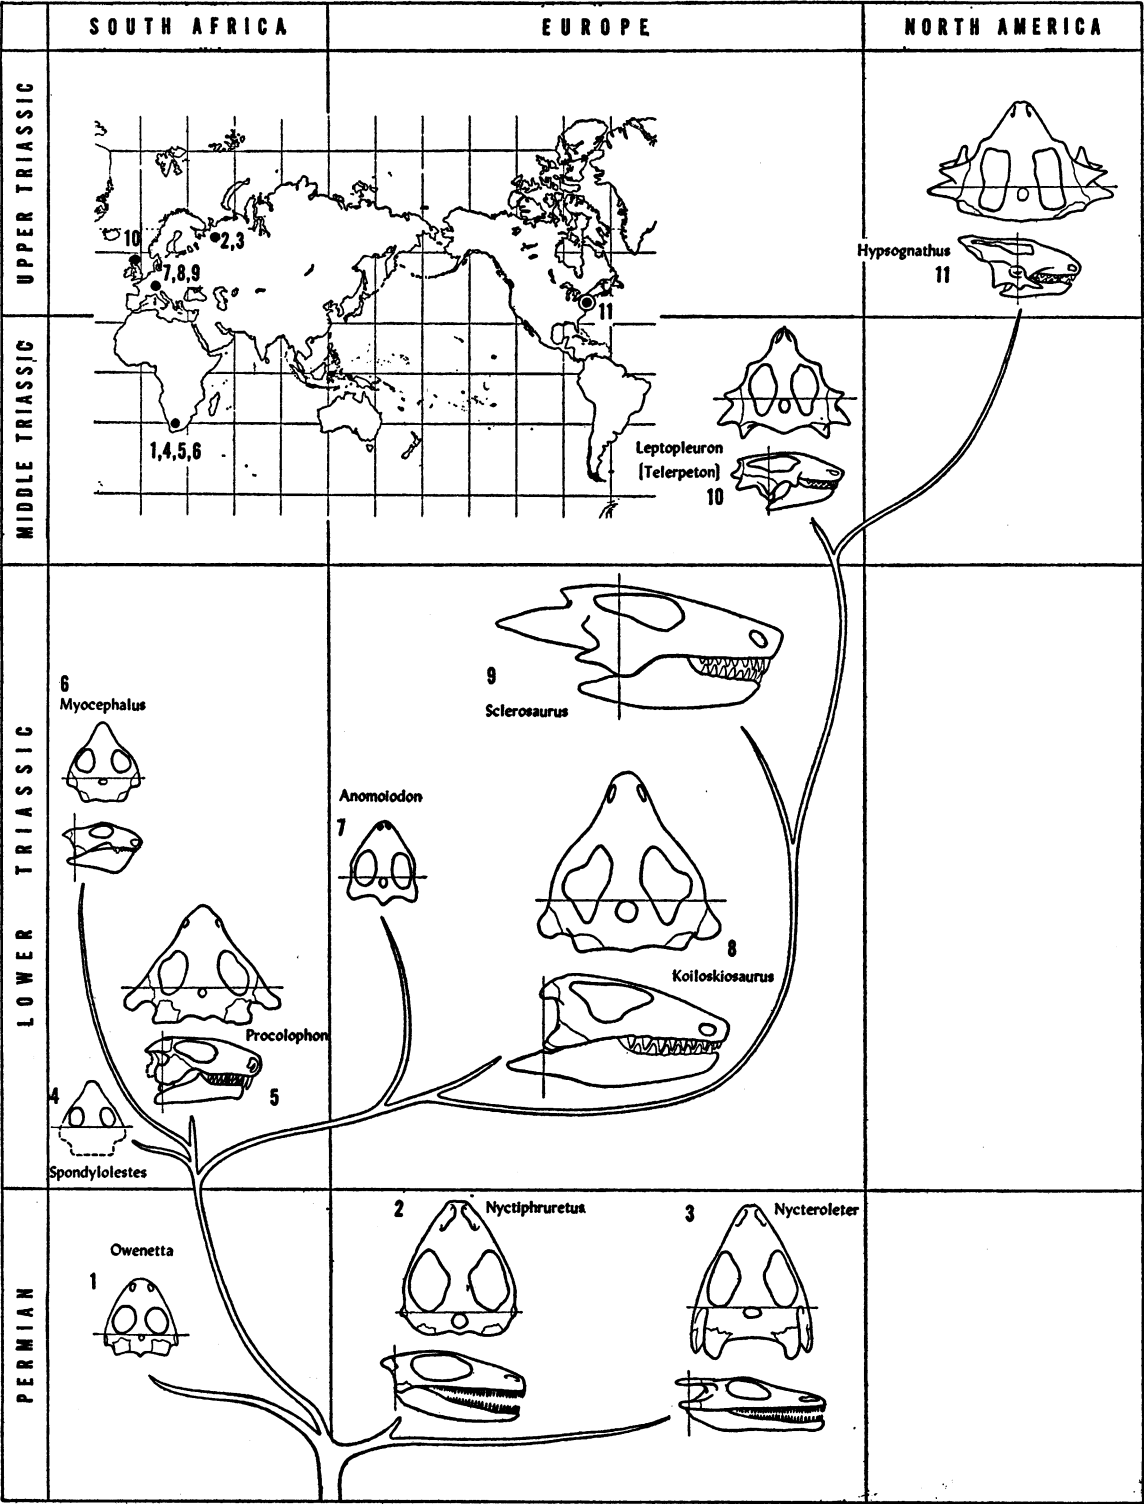 SOUTH AFRICA
EUROPE
NORTH AMERICA
UPPER TRIASSIC
10
2,3
7,8,9
11
1,4,5,6
Hypsognathus
11
MIDDLE TRIASSIC
Leptopleuron
[Telerpeton]
10
LOWER TRIASSIC
9
Sclerosaurus
6
Myocephalus
Anomoiodon
7
8
Koiloskiosaurus
Procolophon
5
4
Spondylolestes
PERMIAN
Owenetta
1
2
Nyctiphruretus
3
Nycteroleter